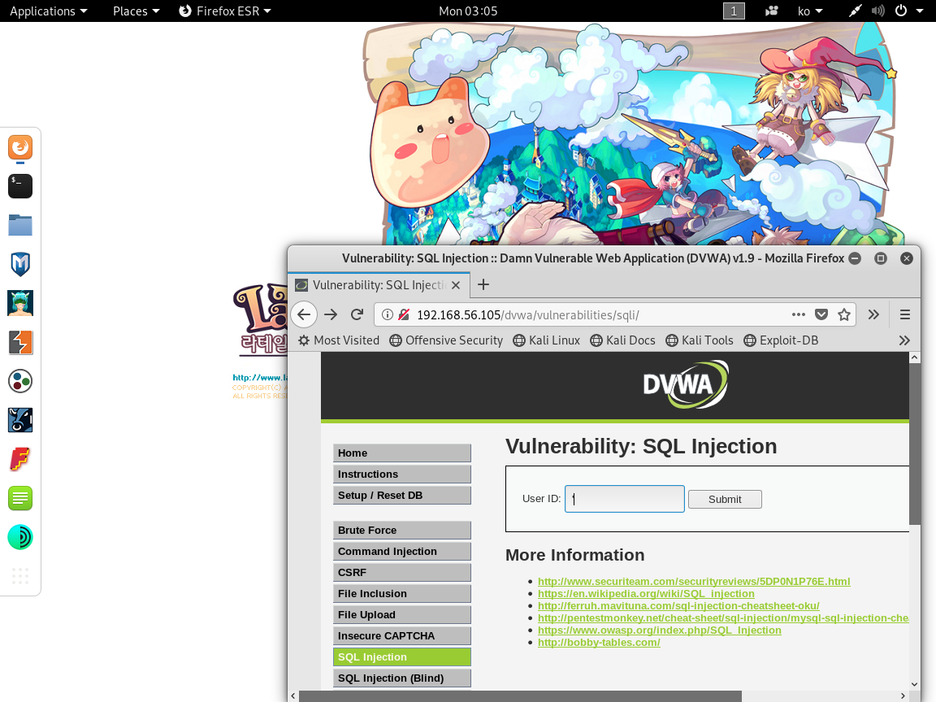 Applications Places Firefox ESR Mon 03:05 1 ko
Vulnerability: SQL Injection :: Damn Vulnerable Web Application (DVWA) v1.9 - Mozilla Firefox
Vulnerability: SQL Injecti
192.168.56.105/dvwa/vulnerabilities/sqli/
Most Visited Offensive Security Kali Linux Kali Docs Kali Tools Exploit-DB
La
라테일
http://www.la
COPYRIGHT(C)
ALL RIGHTS RESE
DVWA
Home
Instructions
Setup / Reset DB
Brute Force
Command Injection
CSRF
File Inclusion
File Upload
Insecure CAPTCHA
SQL Injection
SQL Injection (Blind)
Vulnerability: SQL Injection
User ID: ' Submit
More Information
http://www.securiteam.com/securityreviews/5DP0N1P76E.html
https://en.wikipedia.org/wiki/SQL_injection
http://ferruh.mavituna.com/sql-injection-cheatsheet-oku/
http://pentestmonkey.net/cheat-sheet/sql-injection/mysql-sql-injection-che
https://www.owasp.org/index.php/SQL_Injection
http://bobby-tables.com/